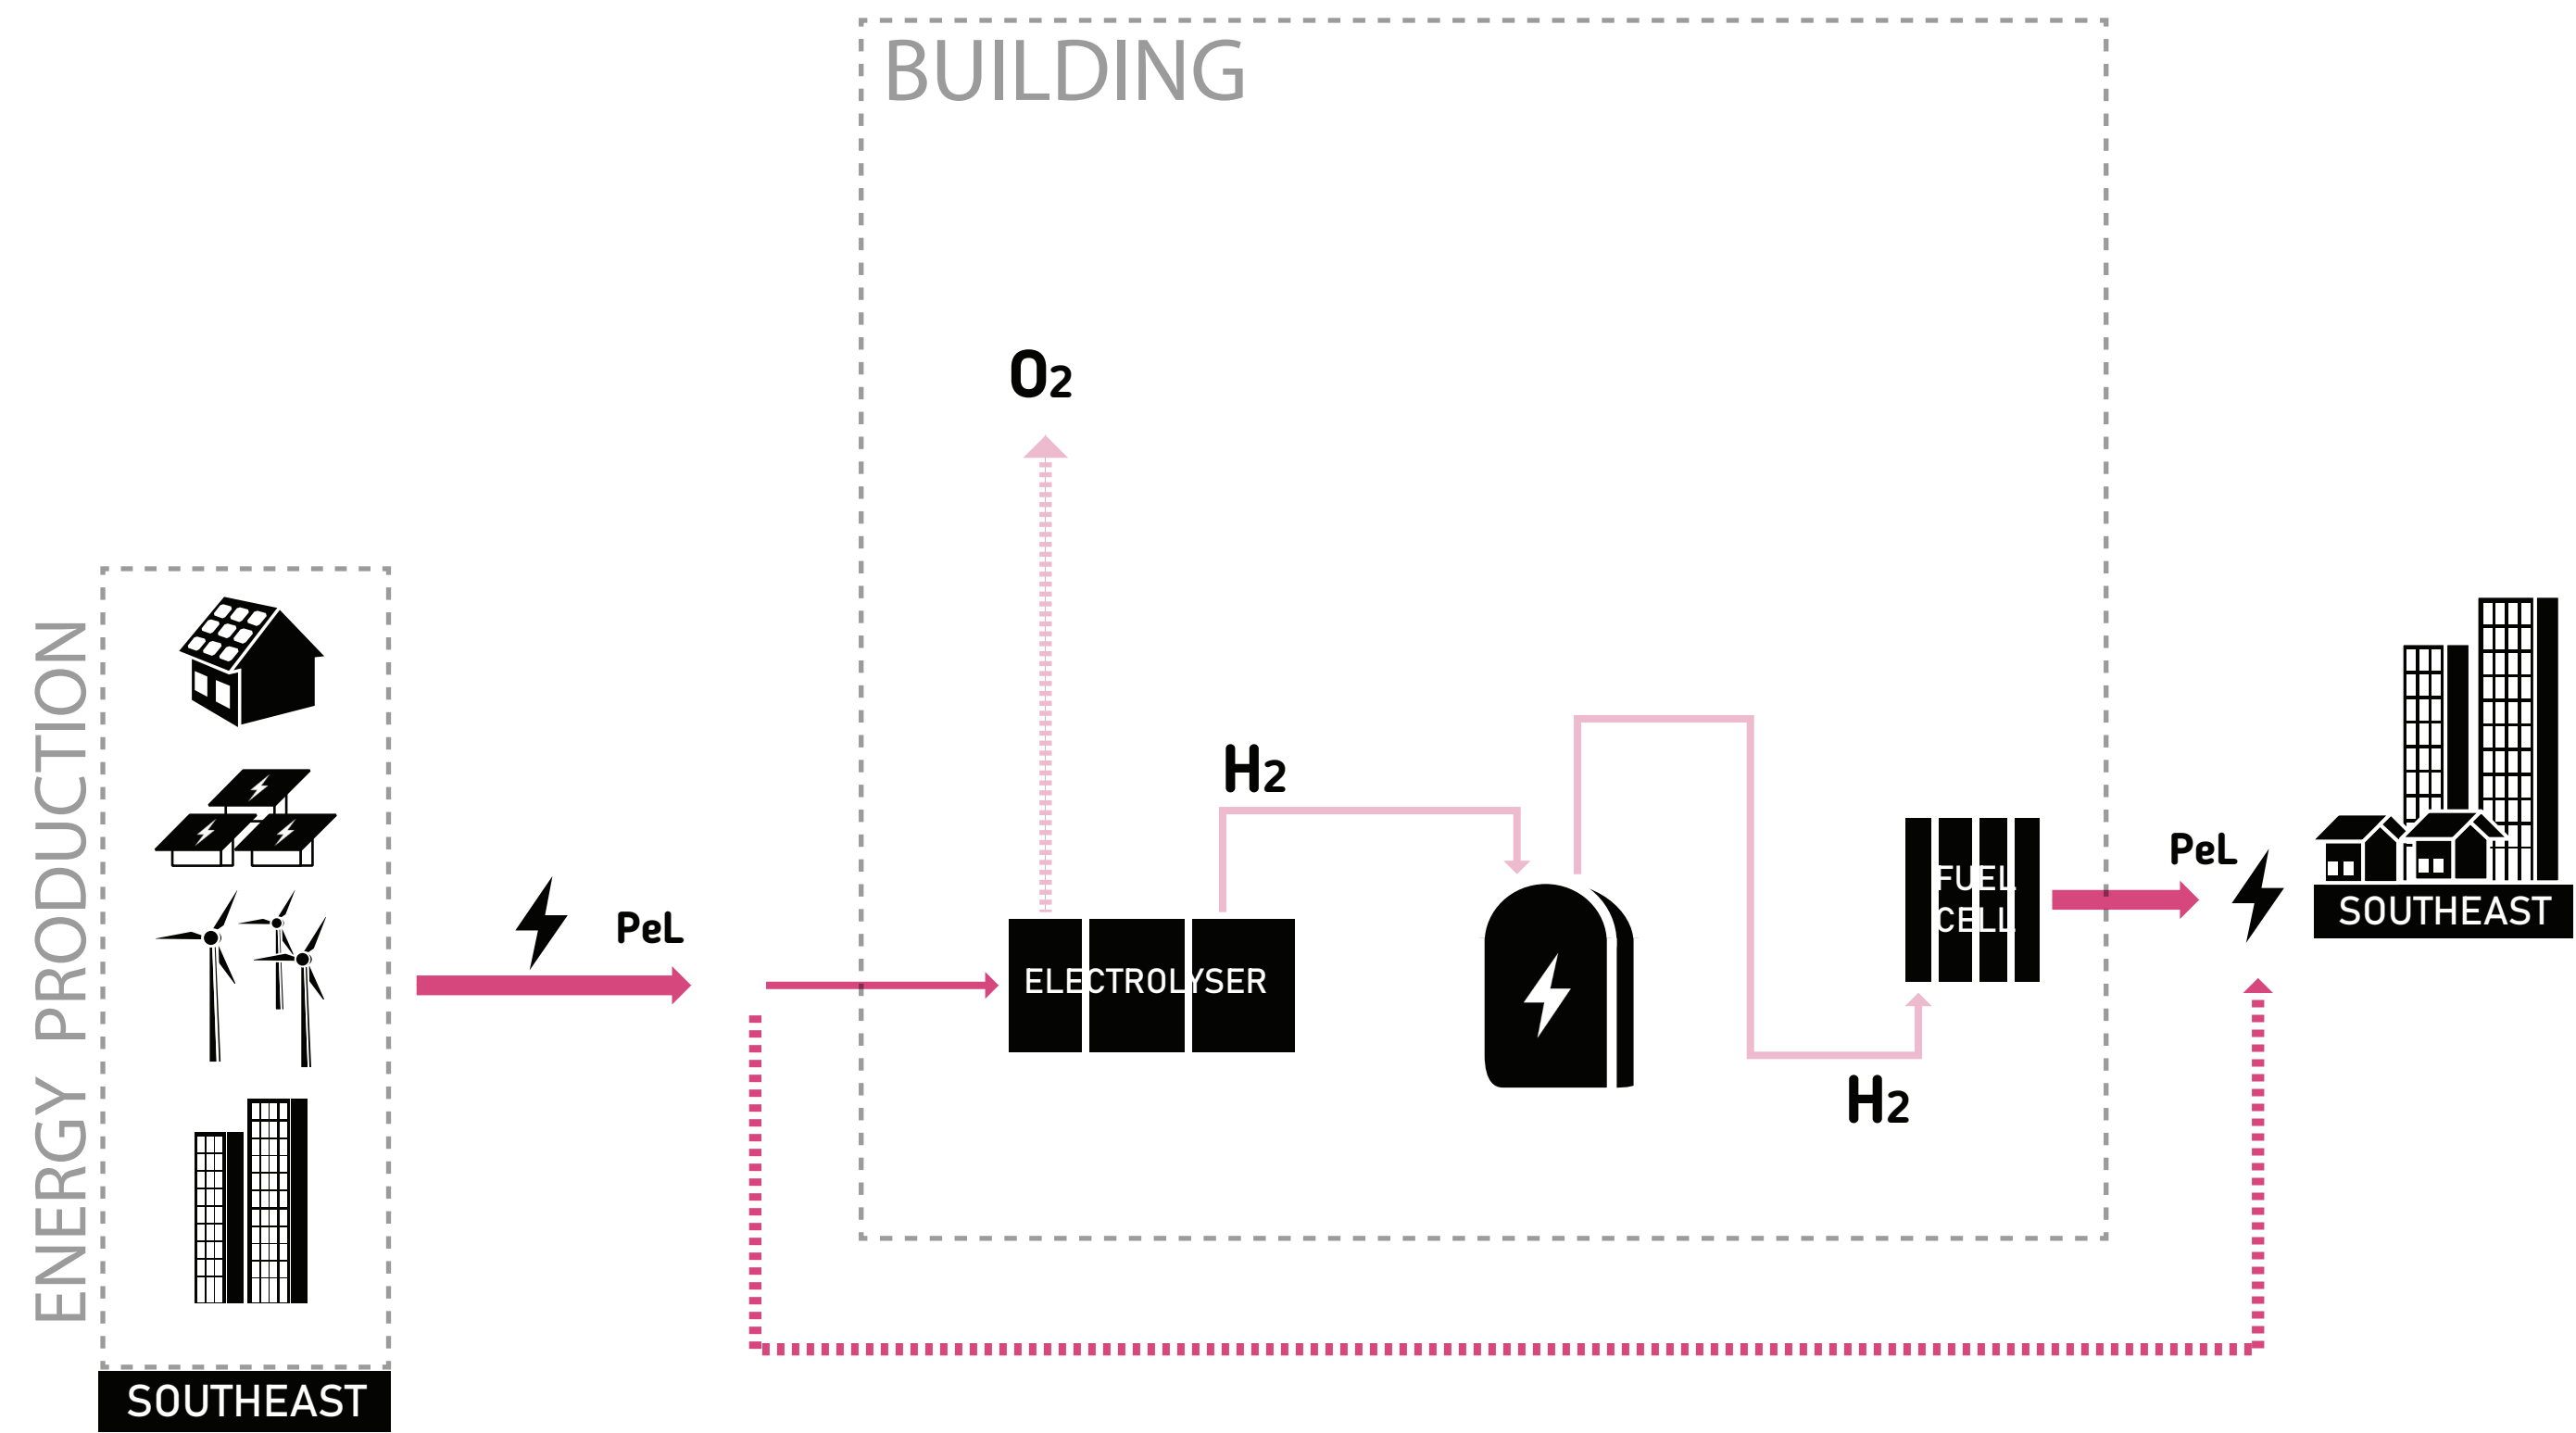 BUILDING
O2
ENERGY PRODUCTION
H2
PeL
FUEL
CELL
PeL
SOUTHEAST
ELECTROLYSER
H2
SOUTHEAST